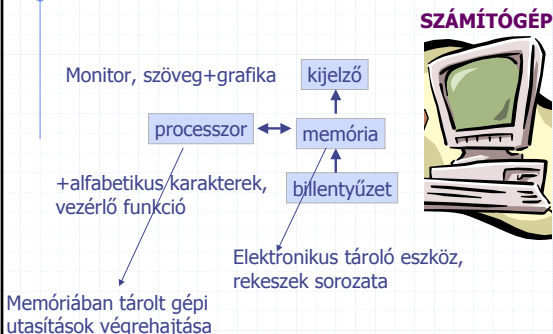 SZÁMÍTÓGÉP
Monitor, szöveg+grafika
kijelző
processzor
memória
+alfabetikus karakterek,
vezérlő funkció
billentyűzet
Elektronikus tároló eszköz,
rekeszek sorozata
Memóriában tárolt gépi
utasítások végrehajtása